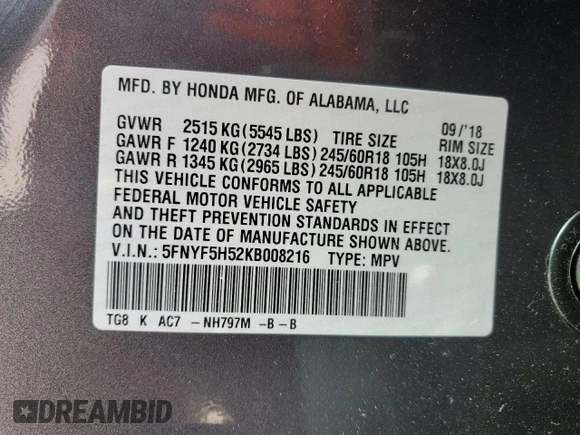 MFD. BY HONDA MFG. OF ALABAMA, LLC
09/'18
GVWR 2515 KG(5545 LBS) TIRE SIZE RIM SIZE
GAWR F 1240 KG(2734 LBS)245/60R18 105H 18X8.0J
GAWR R 1345 KG(2965 LBS)245/60R18 105H 18X8.0J
THIS VEHICLE CONFORMS TO ALL APPLICABLE
FEDERAL MOTOR VEHICLE SAFETY
AND THEFT PREVENTION STANDARDS IN EFFECT
ON THE DATE OF MANUFACTURE SHOWN ABOVE.
V.I.N.: 5FNYF5H52KB008216 TYPE: MPV
TG8 K AC7 - NH797M - B - B
DREAMBID